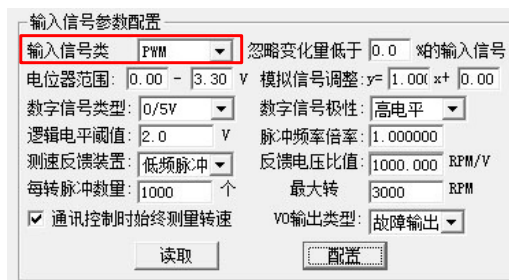 输入信号参数配置
输入信号类 PWM 忽略变化量低于 0.0 %的输入信号
电位器范围: 0.00 - 3.30 V 模拟信号调整: y= 1.00( x+ 0.00
数字信号类型: 0/5V 数字信号极性: 高电平
逻辑电平阈值: 2.0 V 脉冲频率倍率: 1.000000
测速反馈装置: 低频脉冲 反馈电压比值: 1000.000 RPM/V
每转脉冲数量: 1000 个 最大转 3000 RPM
通讯控制时始终测量转速 VO输出类型: 故障输出
读取 配置